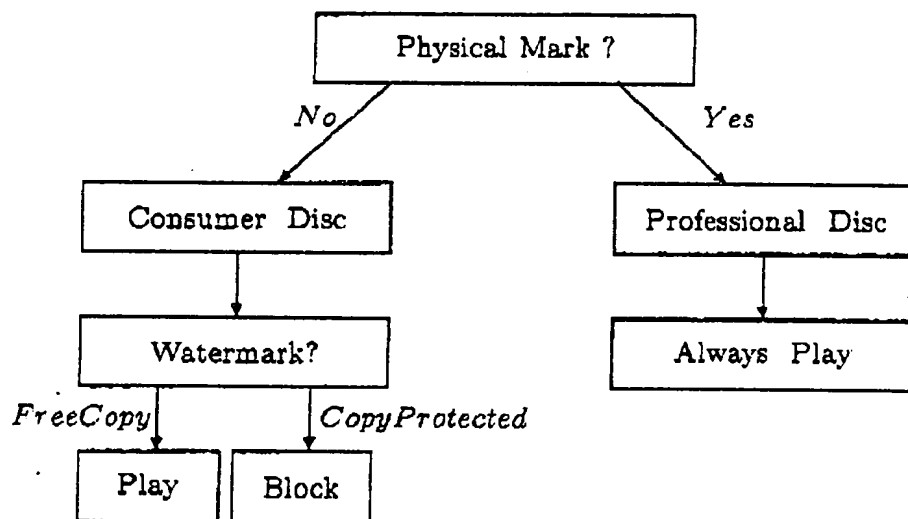 Physical Mark ?
No
Yes
Consumer Disc
Professional Disc
Watermark?
Always Play
FreeCopy
CopyProtected
Play
Block